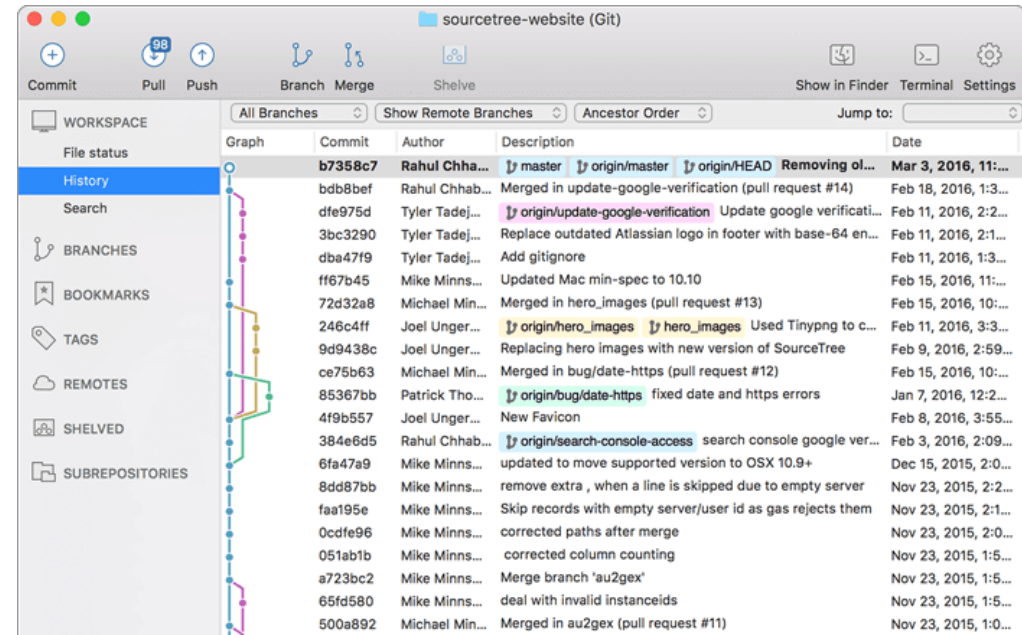 sourcetree-website (Git)
98
Commit Pull Push Branch Merge Shelve Show in Finder Terminal Settings
All Branches Show Remote Branches Ancestor Order Jump to:
WORKSPACE
File status
History
Search
BRANCHES
BOOKMARKS
TAGS
REMOTES
SHELVED
SUBREPOSITORIES
Graph Commit Author Description Date
b7358c7 Rahul Chha... master origin/master origin/HEAD Removing ol... Mar 3, 2016, 11:...
bdb8bef Rahul Chhab... Merged in update-google-verification (pull request #14) Feb 18, 2016, 1:3...
dfe975d Tyler Tadej... origin/update-google-verification Update google verificati... Feb 11, 2016, 2:2...
3bc3290 Tyler Tadej... Replace outdated Atlassian logo in footer with base-64 en... Feb 11, 2016, 2:1...
dba47f9 Tyler Tadej... Add gitignore Feb 11, 2016, 1:3...
ff67b45 Mike Minns... Updated Mac min-spec to 10.10 Feb 15, 2016, 11:...
72d32a8 Michael Min... Merged in hero_images (pull request #13) Feb 15, 2016, 10:...
246c4ff Joel Unger... origin/hero_images hero_images Used Tinypng to c... Feb 11, 2016, 3:3...
9d9438c Joel Unger... Replacing hero images with new version of SourceTree Feb 9, 2016, 2:59...
ce75b63 Michael Min... Merged in bug/date-https (pull request #12) Feb 15, 2016, 10:...
85367bb Patrick Tho... origin/bug/date-https fixed date and https errors Jan 7, 2016, 12:2...
4f9b557 Joel Unger... New Favicon Feb 8, 2016, 3:55...
384e6d5 Rahul Chhab... origin/search-console-access search console google ver... Feb 3, 2016, 2:09...
6fa47a9 Mike Minns... updated to move supported version to OSX 10.9+ Dec 15, 2015, 2:0...
8dd87bb Mike Minns... remove extra , when a line is skipped due to empty server Nov 23, 2015, 2:2...
faa195e Mike Minns... Skip records with empty server/user id as gas rejects them Nov 23, 2015, 2:1...
0cdfe96 Mike Minns... corrected paths after merge Nov 23, 2015, 2:0...
051ab1b Mike Minns... corrected column counting Nov 23, 2015, 1:5...
a723bc2 Mike Minns... Merge branch 'au2gex' Nov 23, 2015, 1:5...
65fd580 Mike Minns... deal with invalid instanceids Nov 23, 2015, 1:5...
500a892 Michael Min... Merged in au2gex (pull request #11) Nov 23, 2015, 1:0...